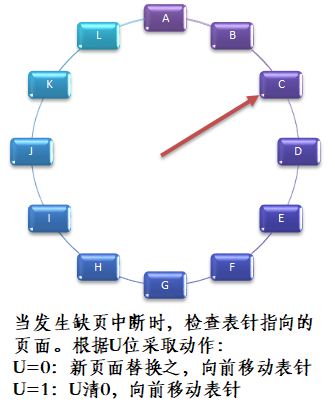 A
B
C
D
E
F
G
H
I
J
K
L
当发生缺页中断时，检查表针指向的
页面。根据U位采取动作：
U=0：新页面替换之，向前移动表针
U=1：U清0，向前移动表针